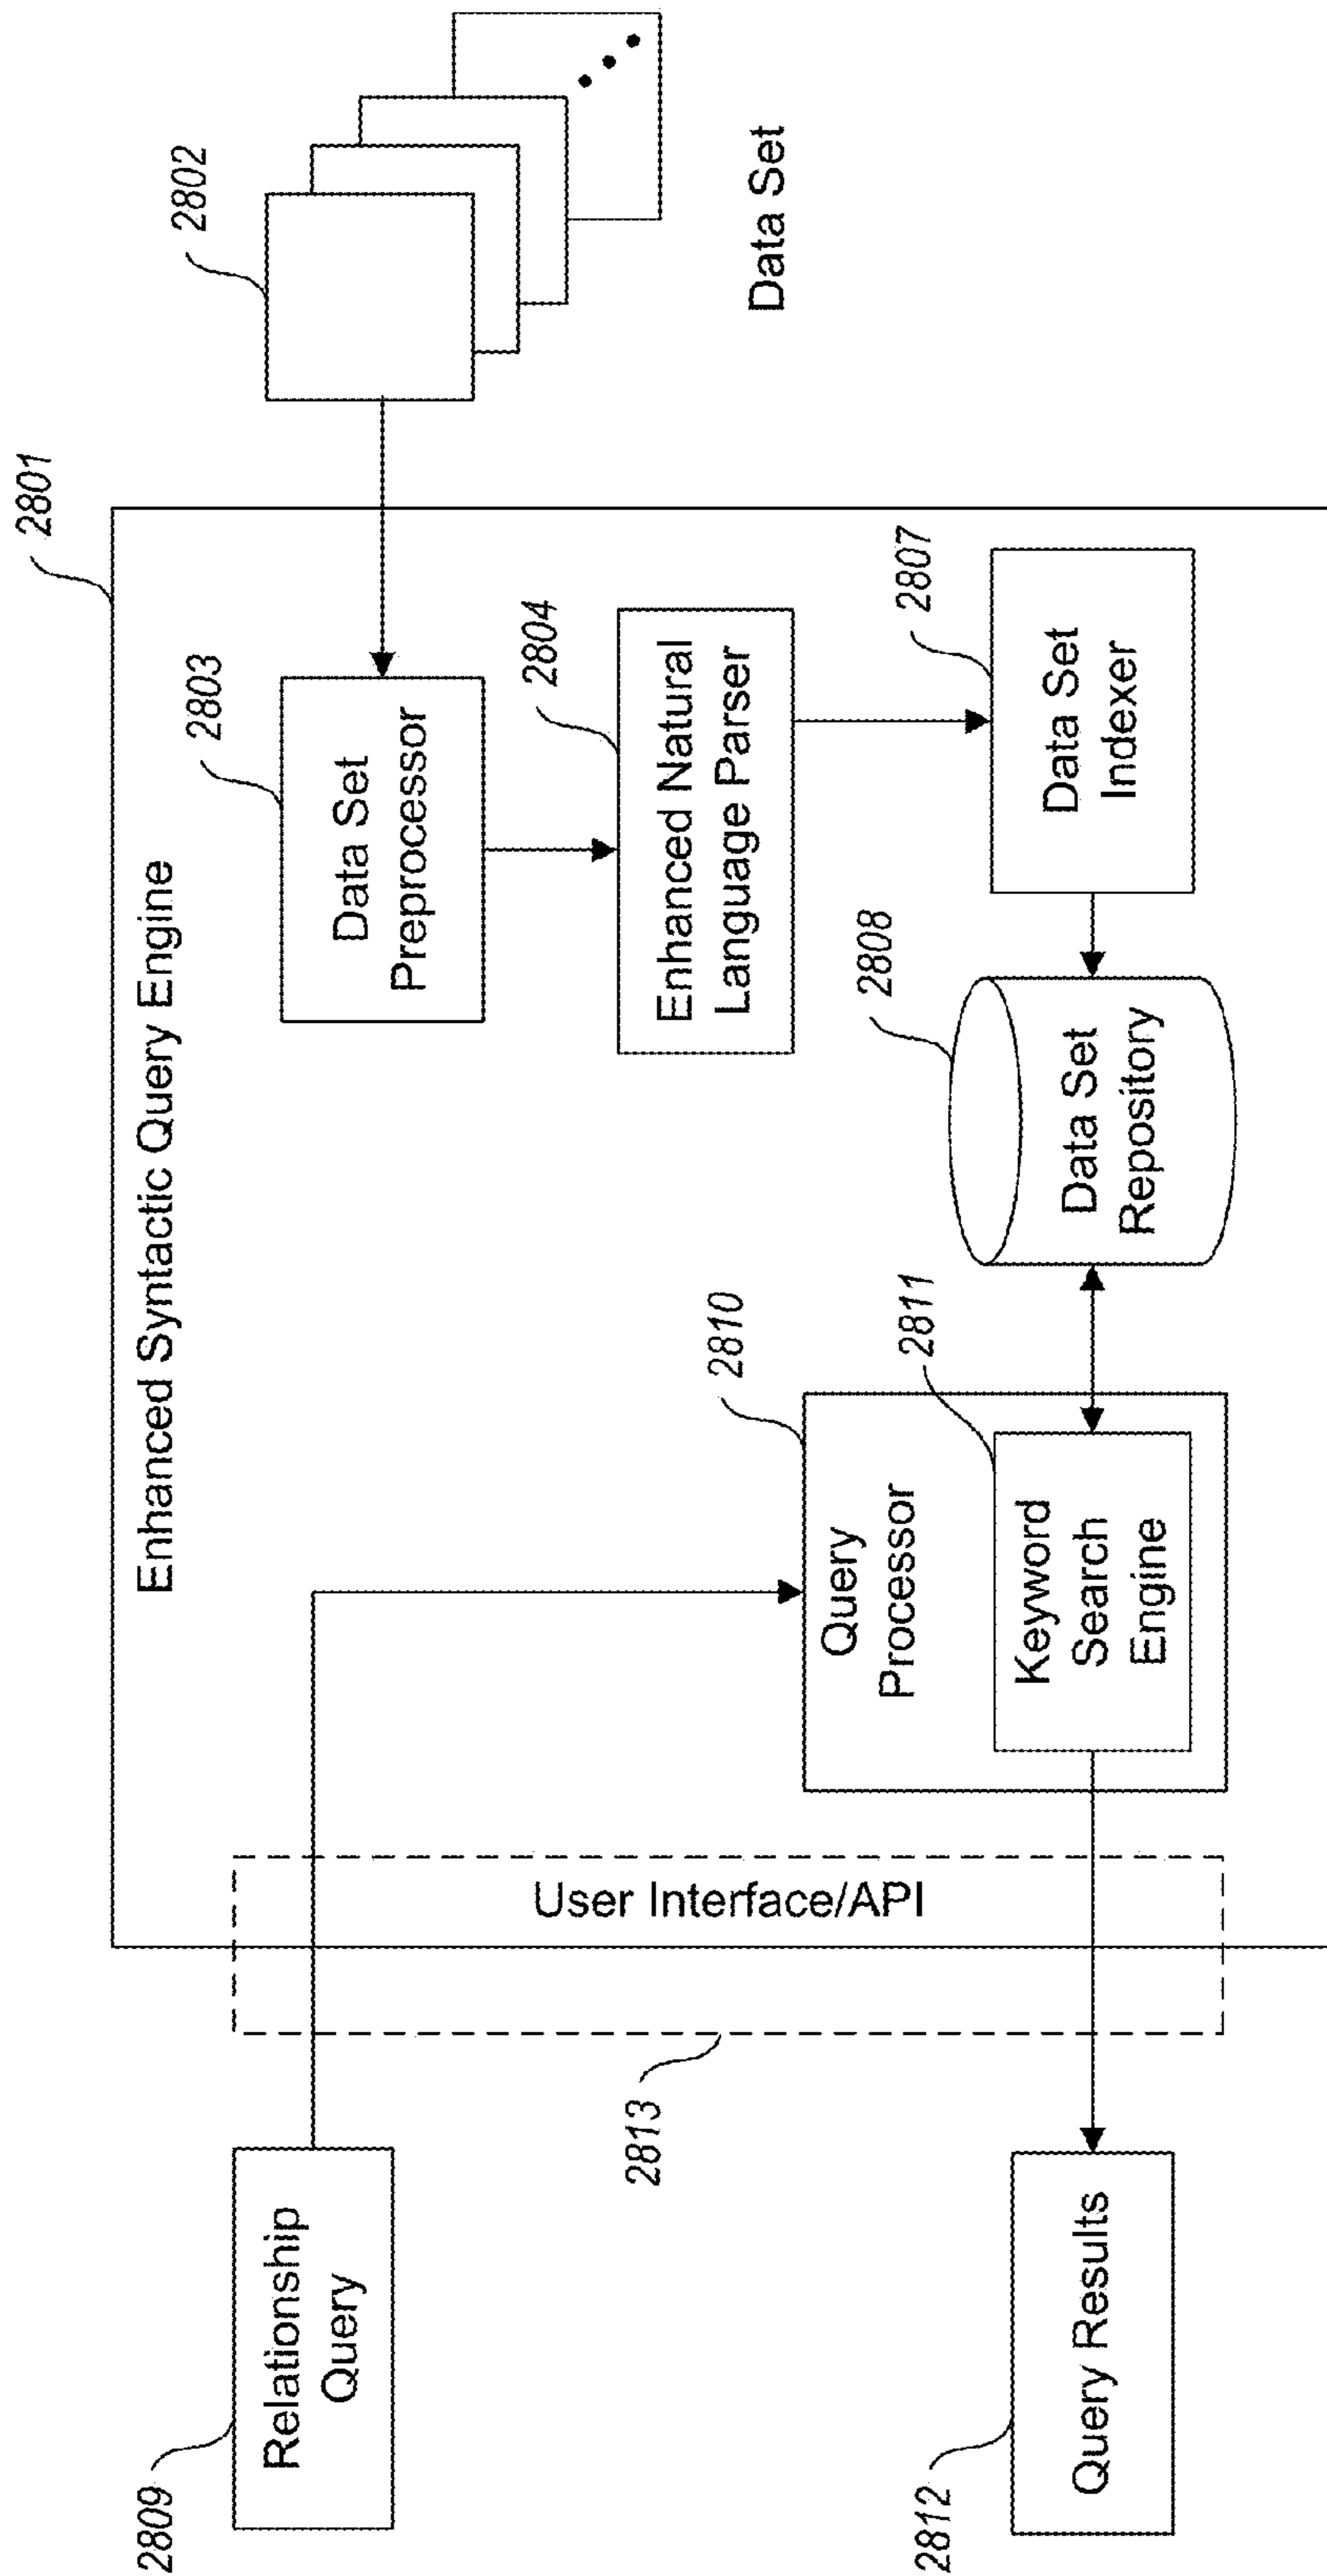 2801
Enhanced Syntactic Query Engine
2802
Data Set
2803
Data Set
Preprocessor
2804
Enhanced Natural
Language Parser
2807
Data Set
Indexer
2808
Data Set
Repository
2809
Relationship
Query
2810
Query
Processor
2811
Keyword
Search
Engine
User Interface/API
2813
2812
Query Results